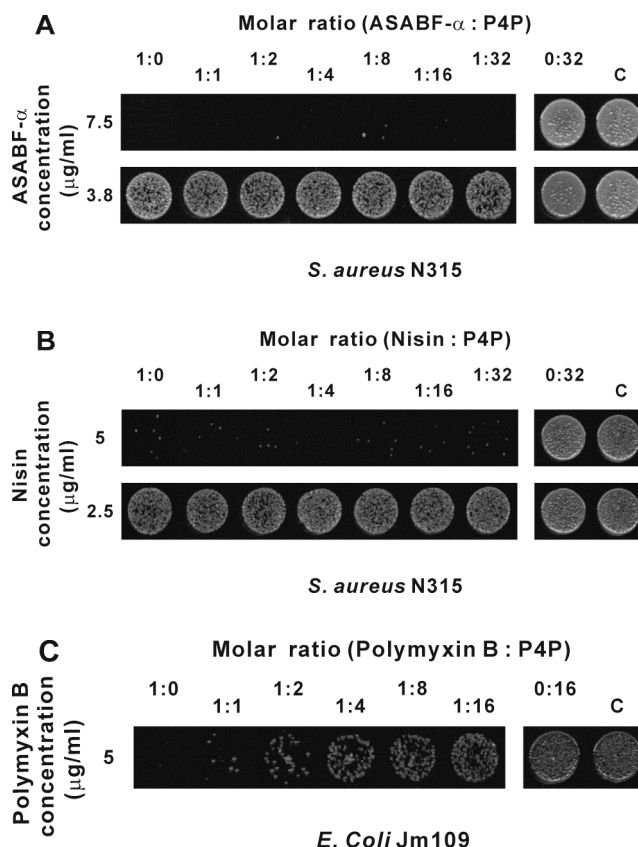 A
Molar ratio (ASABF-α : P4P)
1:0 1:2 1:8 1:32 0:32
1:1 1:4 1:16 C
ASABF-α
concentration
(μg/ml)
7.5
3.8
S. aureus N315
B
Molar ratio (Nisin : P4P)
1:0 1:2 1:8 1:32 0:32
1:1 1:4 1:16 C
Nisin
concentration
(μg/ml)
5
2.5
S. aureus N315
C
Molar ratio (Polymyxin B : P4P)
1:0 1:2 1:8 0:16
1:1 1:4 1:16 C
Polymyxin B
concentration
(μg/ml)
5
E. Coli Jm109